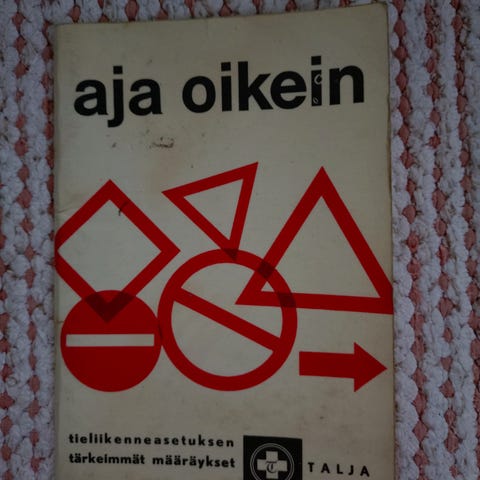 aja oikein
tieliikenneasetuksen
tärkeimmät määräykset
T
TALJA